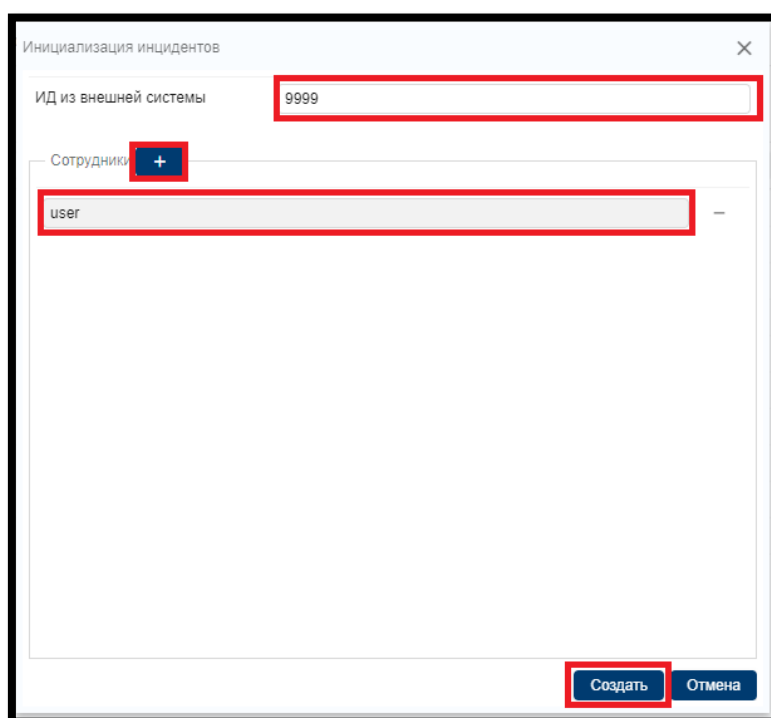 Инициализация инцидентов
ИД из внешней системы 9999
Сотрудники +
user
Создать Отмена